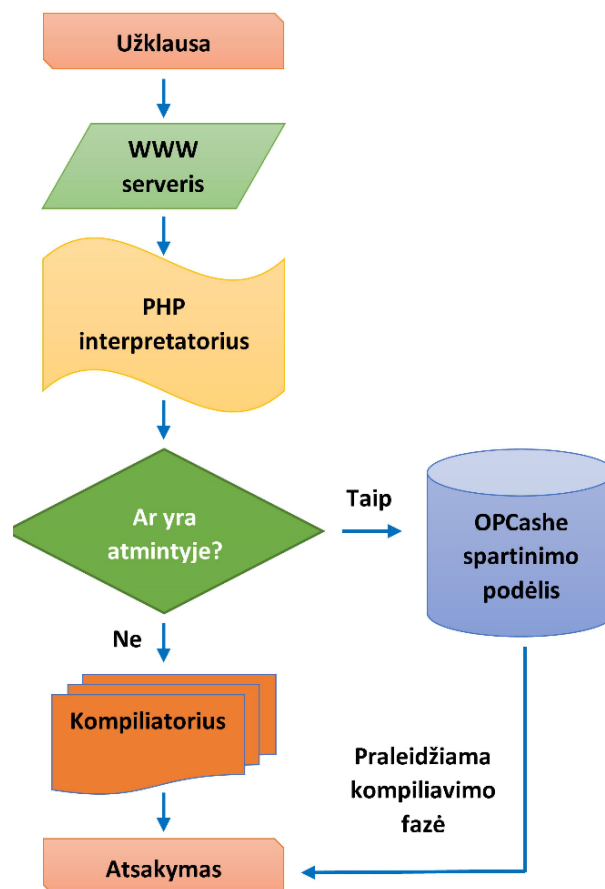 Užklausa
WWW
serveris
PHP
interpretatorius
Ar yra
atmintyje?
Taip
OPCashe
spartinimo
podėlis
Ne
Kompiliatorius
Praleidžiama
kompiliavimo
fazė
Atsakymas